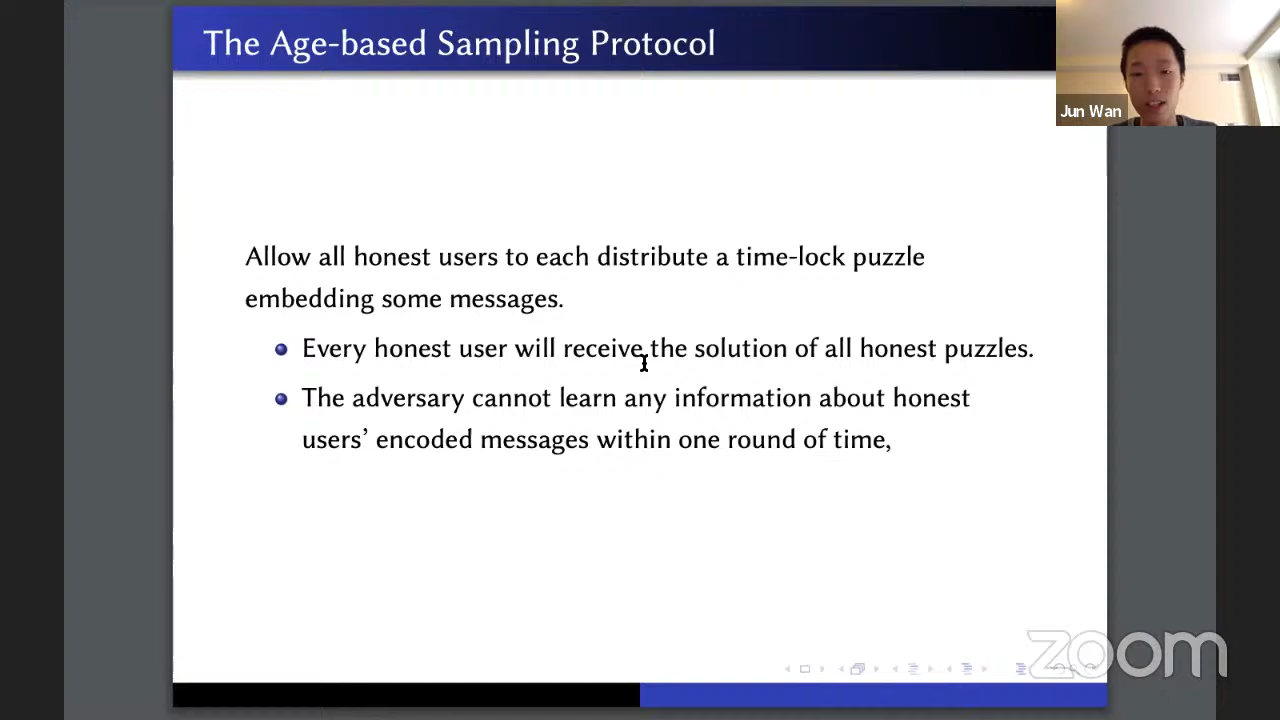 The Age-based Sampling Protocol
Jun Wan
Allow all honest users to each distribute a time-lock puzzle
embedding some messages.
Every honest user will receive the solution of all honest puzzles.
The adversary cannot learn any information about honest
users’ encoded messages within one round of time,
zoom